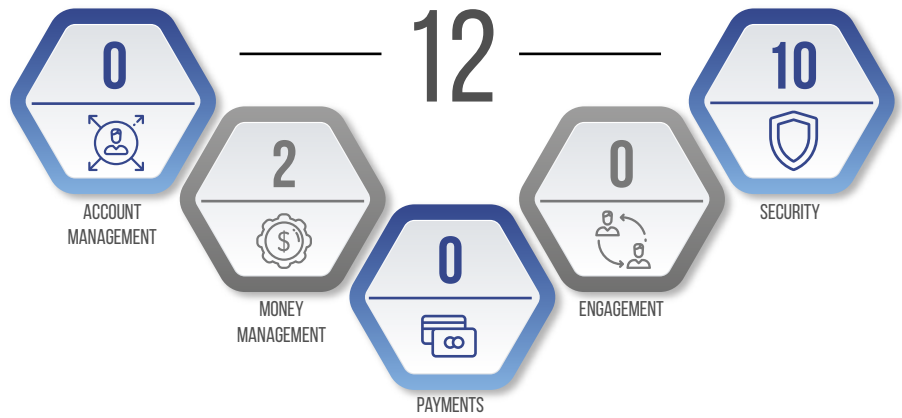 12
0
ACCOUNT
MANAGEMENT
2
$
MONEY
MANAGEMENT
0
PAYMENTS
0
ENGAGEMENT
10
SECURITY